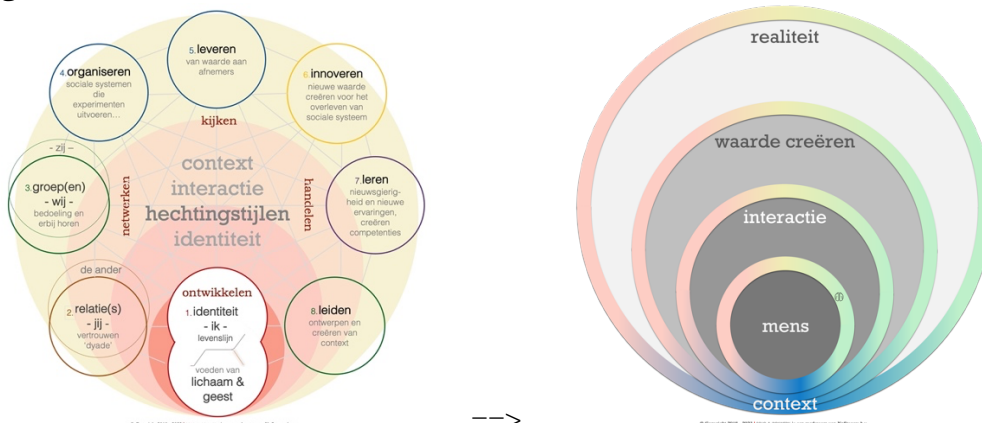 5.leveren
van waarde aan
afnemers
4.organiseren
sociale systemen
die
experimenten
uitvoeren...
6.innoveren
nieuwe waarde
creëren voor het
overleven van
sociale systeem
kijken
- zij –
3.groep(en)
- wij -
bedoeling en
erbij horen
netwerken
context
interactie
hechtingstijlen
identiteit
handelen
7.leren
nieuwsgierig-
heid en nieuwe
ervaringen,
creëren
competenties
de ander
2.relatie(s)
- jij -
vertrouwen
'dyade'
ontwikkelen
1.identiteit
- ik -
levenslijn
voeden van
lichaam &
geest
8.leiden
ontwerpen en
creëren van
context
-->
realiteit
waarde creëren
interactie
mens
context